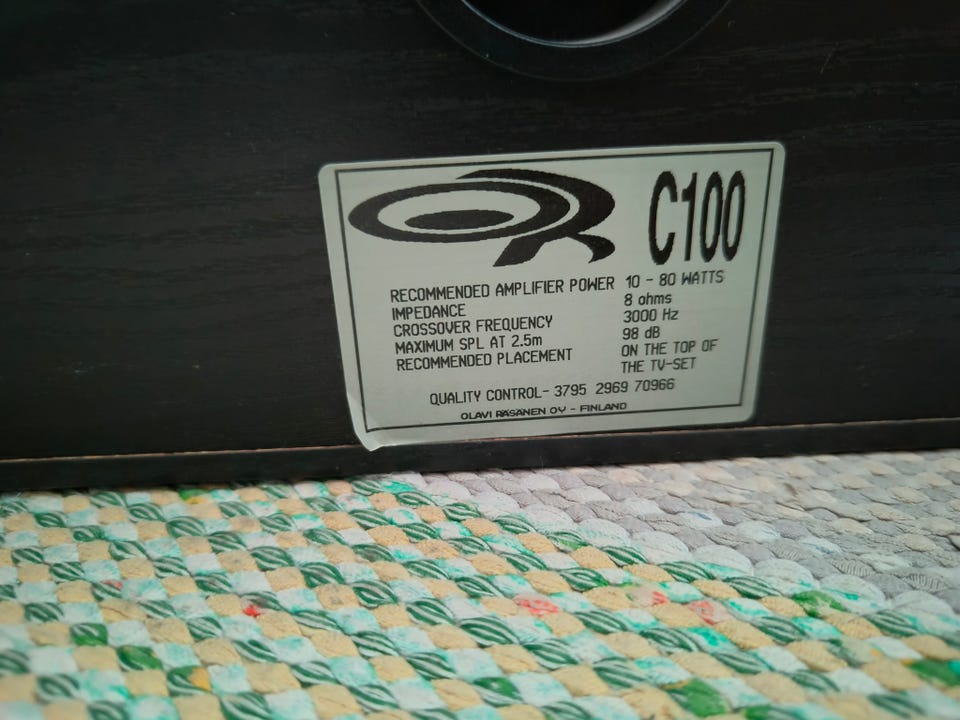 OR C100
RECOMMENDED AMPLIFIER POWER 10 - 80 WATTS
IMPEDANCE 8 ohms
CROSSOVER FREQUENCY 3000 Hz
MAXIMUM SPL AT 2.5m 98 dB
RECOMMENDED PLACEMENT ON THE TOP OF
THE TV-SET
QUALITY CONTROL- 3795 2969 70966
OLAVI RÄSÄNEN OY - FINLAND